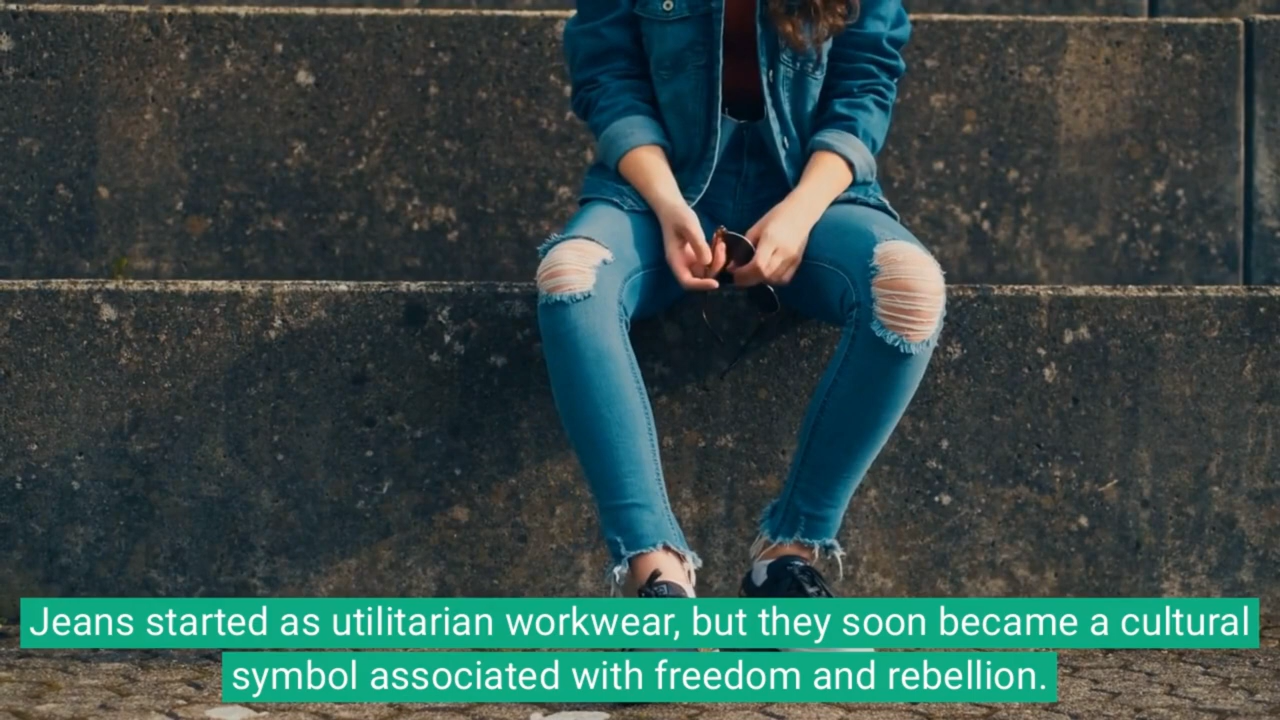 Jeans started as utilitarian workwear, but they soon became a cultural
symbol associated with freedom and rebellion.